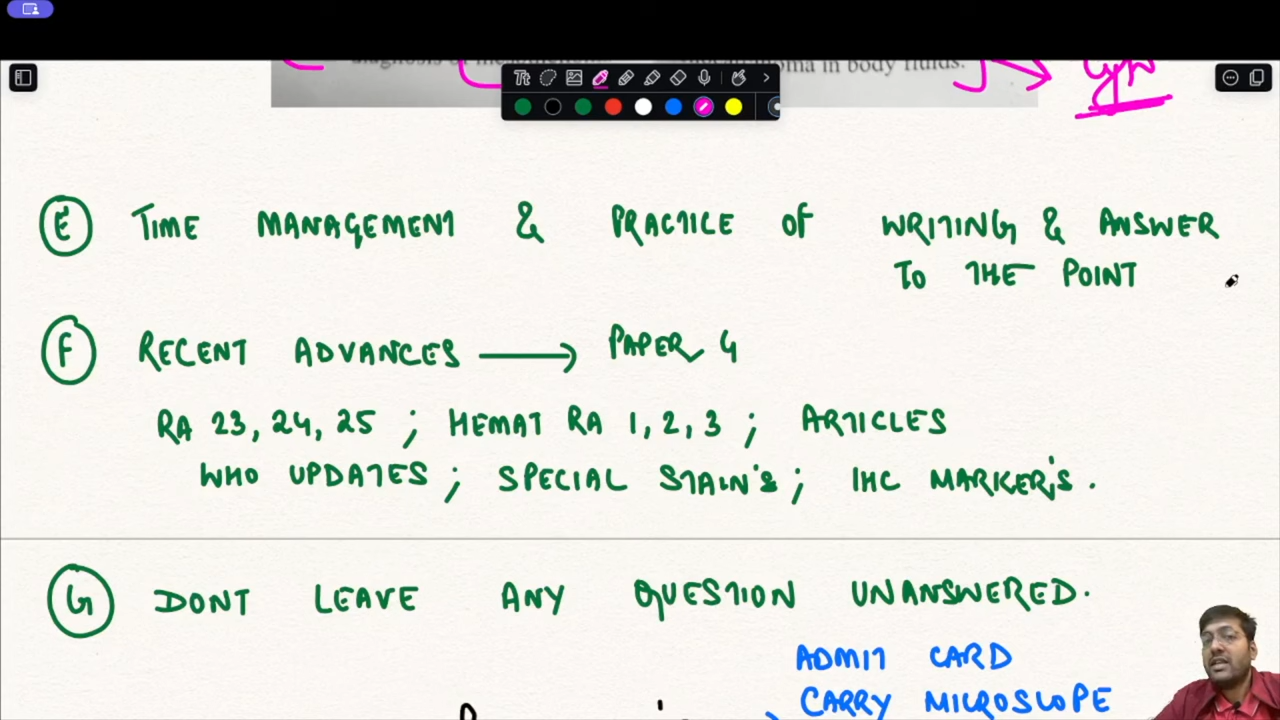 in body fluids.
E TIME MANAGEMENT & PRACTICE OF WRITING & ANSWER
TO THE POINT
F RECENT ADVANCES → PAPER 4
RA 23, 24, 25 ; HEMAT RA 1, 2, 3 ; ARTICLES
WHO UPDATES ; SPECIAL STAIN'S ; IHC MARKER'S .
G DONT LEAVE ANY QUESTION UNANSWERED.
ADMIT CARD
CARRY MICROSCOPE